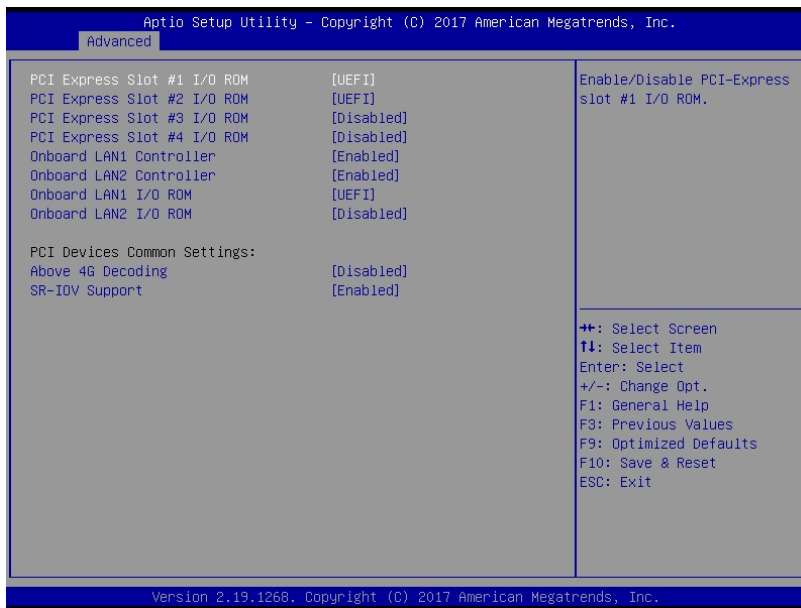 Aptio Setup Utility – Copyright (C) 2017 American Megatrends, Inc.
Advanced
PCI Express Slot #1 I/O ROM [UEFI]
PCI Express Slot #2 I/O ROM [UEFI]
PCI Express Slot #3 I/O ROM [Disabled]
PCI Express Slot #4 I/O ROM [Disabled]
Onboard LAN1 Controller [Enabled]
Onboard LAN2 Controller [Enabled]
Onboard LAN1 I/O ROM [UEFI]
Onboard LAN2 I/O ROM [Disabled]
PCI Devices Common Settings:
Above 4G Decoding [Disabled]
SR-IOV Support [Enabled]
Enable/Disable PCI-Express
slot #1 I/O ROM.
→←: Select Screen
↑↓: Select Item
Enter: Select
+/-: Change Opt.
F1: General Help
F3: Previous Values
F9: Optimized Defaults
F10: Save & Reset
ESC: Exit
Version 2.19.1268. Copyright (C) 2017 American Megatrends, Inc.